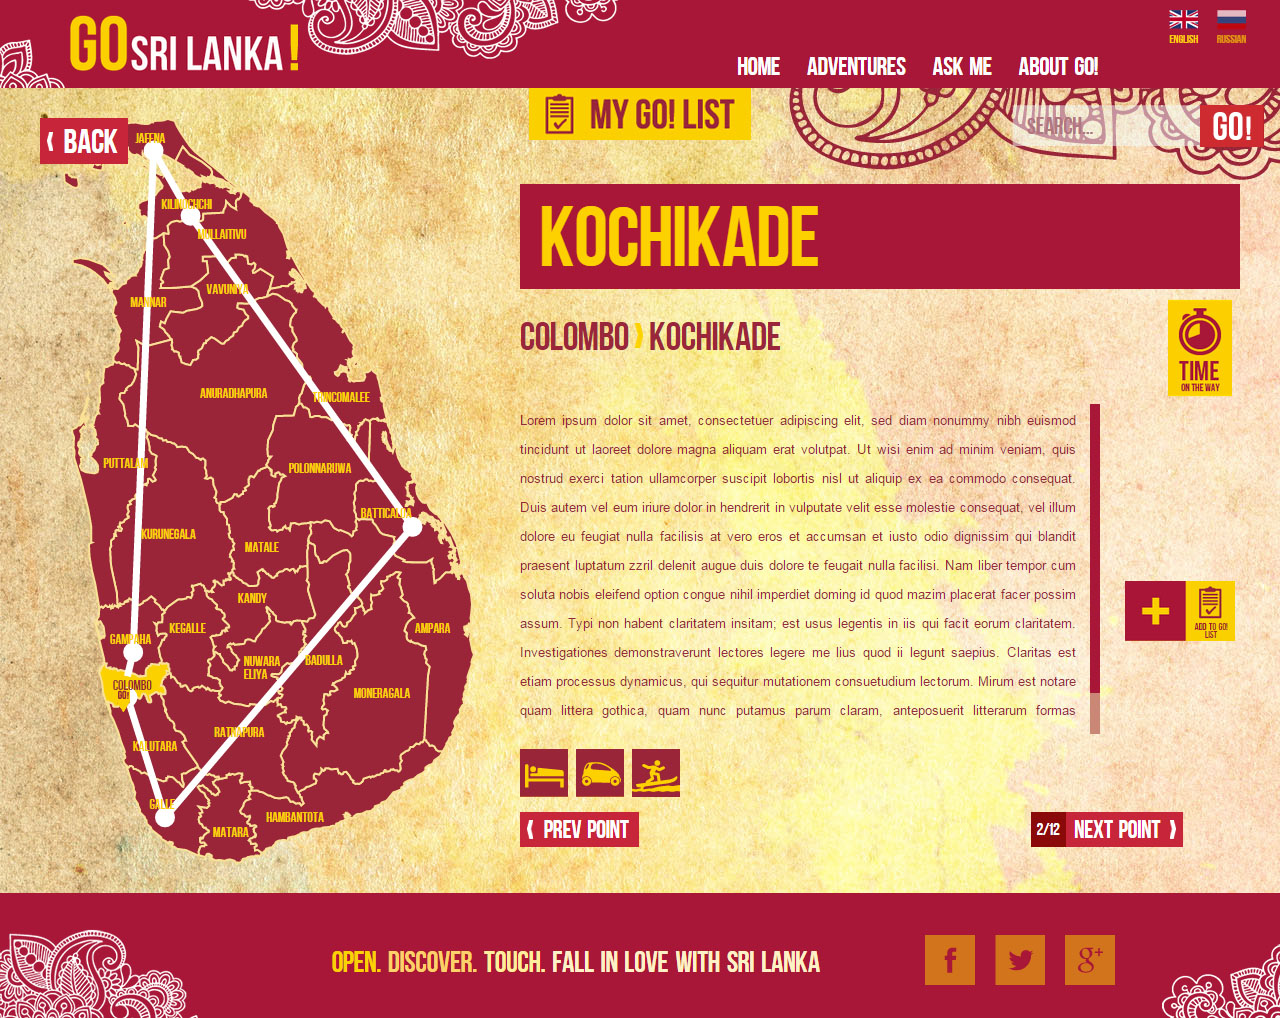 GO SRI LANKA!
ENGLISH
RUSSIAN
HOME
ADVENTURES
ASK ME
ABOUT GO!
MY GO! LIST
SEARCH...
GO!
BACK
JAFFNA
KILINOCHCHI
MULLAITIVU
VAVUNIYA
MANNAR
ANURADHAPURA
TRINCOMALEE
PUTTALAM
POLONNARUWA
BATTICALOA
KURUNEGALA
MATALE
KANDY
KEGALLE
AMPARA
GAMPAHA
NUWARA
ELIYA
BADULLA
COLOMBO
GO!
MONERAGALA
RATNAPURA
KALUTARA
GALLE
HAMBANTOTA
MATARA
KOCHIKADE
COLOMBO
KOCHIKADE
TIME
ON THE WAY
Lorem ipsum dolor sit amet, consectetuer adipiscing elit, sed diam nonummy nibh euismod
tincidunt ut laoreet dolore magna aliquam erat volutpat. Ut wisi enim ad minim veniam, quis
nostrud exerci tation ullamcorper suscipit lobortis nisl ut aliquip ex ea commodo consequat.
Duis autem vel eum iriure dolor in hendrerit in vulputate velit esse molestie consequat, vel illum
dolore eu feugiat nulla facilisis at vero eros et accumsan et iusto odio dignissim qui blandit
praesent luptatum zzril delenit augue duis dolore te feugait nulla facilisi. Nam liber tempor cum
soluta nobis eleifend option congue nihil imperdiet doming id quod mazim placerat facer possim
assum. Typi non habent claritatem insitam; est usus legentis in iis qui facit eorum claritatem.
Investigationes demonstraverunt lectores legere me lius quod ii legunt saepius. Claritas est
etiam processus dynamicus, qui sequitur mutationem consuetudium lectorum. Mirum est notare
quam littera gothica, quam nunc putamus parum claram, anteposuerit litterarum formas
ADD TO GO!
LIST
PREV POINT
2/12
NEXT POINT
OPEN. DISCOVER. TOUCH. FALL IN LOVE WITH SRI LANKA
f
g+